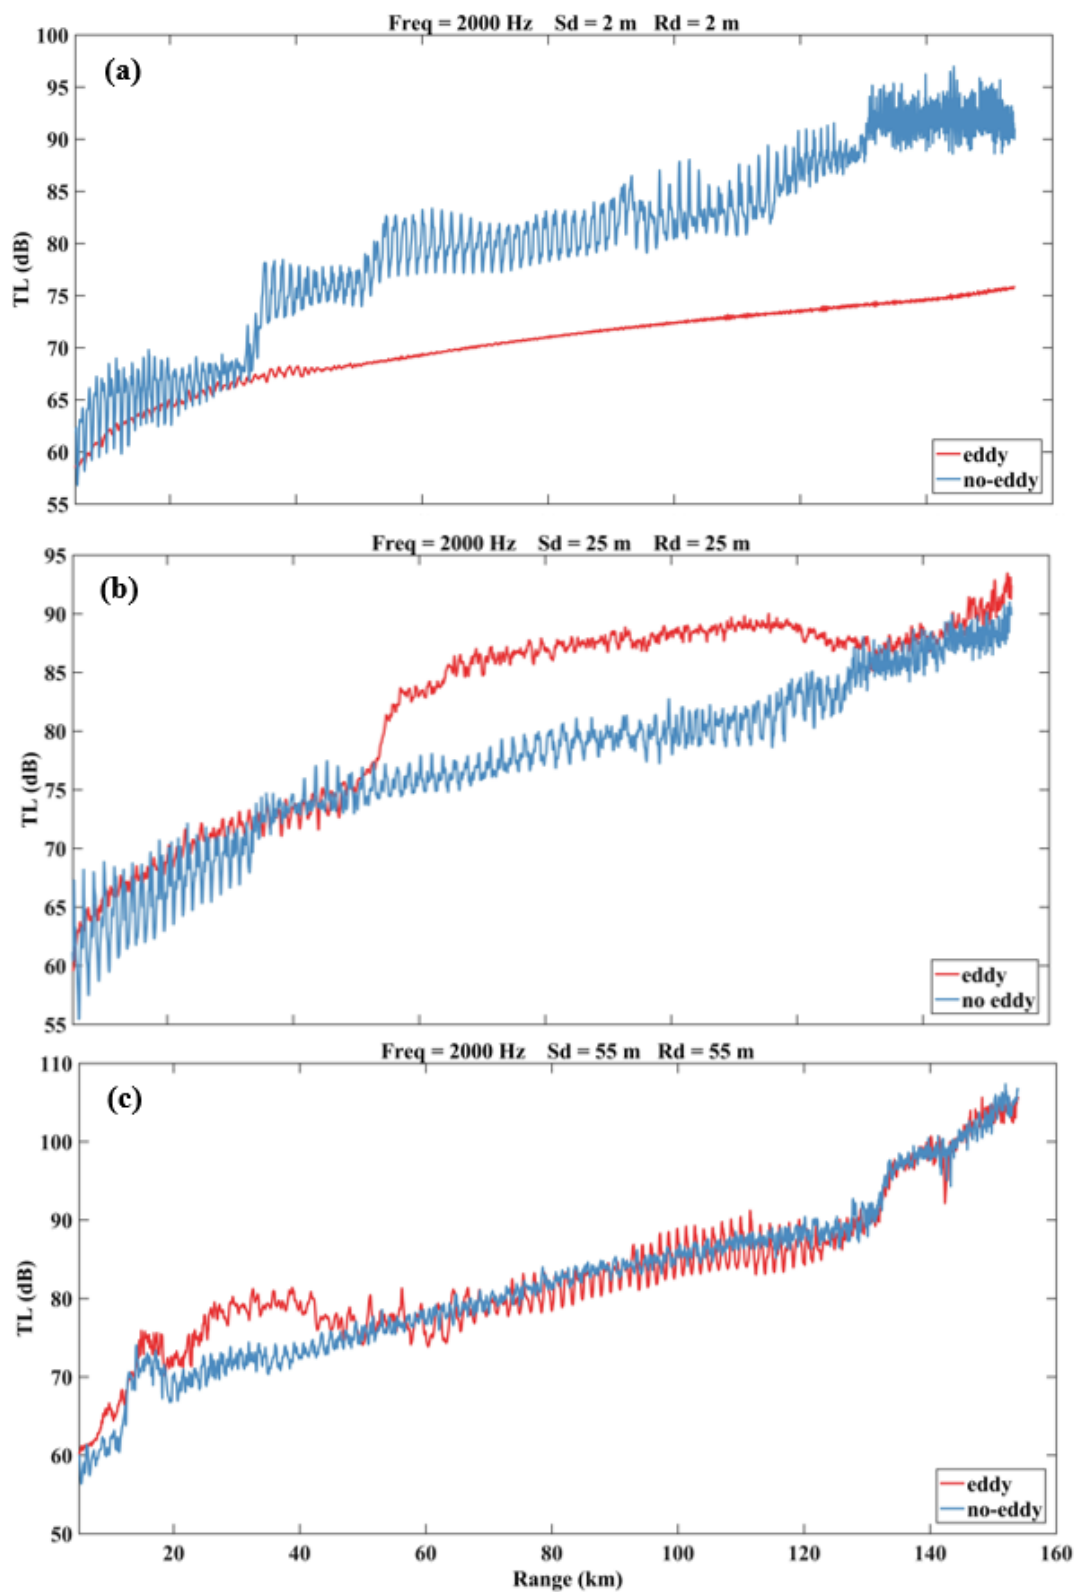 Freq = 2000 Hz Sd = 2 m Rd = 2 m
(a)
100
95
90
85
80
75
70
65
60
55
TL (dB)
eddy
no-eddy
Freq = 2000 Hz Sd = 25 m Rd = 25 m
(b)
95
90
85
80
75
70
65
60
55
TL (dB)
eddy
no eddy
Freq = 2000 Hz Sd = 55 m Rd = 55 m
(c)
110
100
90
80
70
60
50
TL (dB)
eddy
no-eddy
20 40 60 80 100 120 140 160
Range (km)